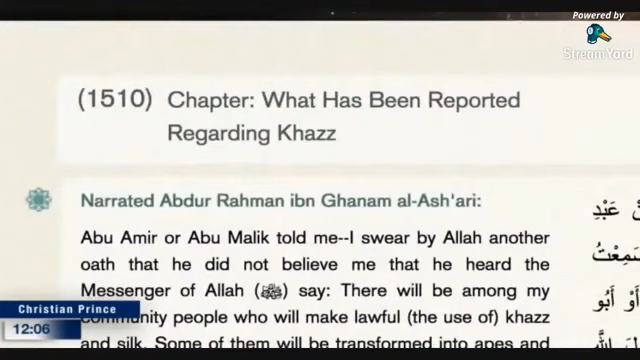 Powered by
StreamYard
(1510) Chapter: What Has Been Reported
Regarding Khazz
Narrated Abdur Rahman ibn Ghanam al-Ash'ari:
Abu Amir or Abu Malik told me--I swear by Allah another
oath that he did not believe me that he heard the
Messenger of Allah (ﷺ) say: There will be among my
community people who will make lawful (the use of) khazz
and silk. Some of them will be transformed into apes and
عَبْدِ
سَمِعْتُ
أَوْ أَبُو
Christian Prince
12:06